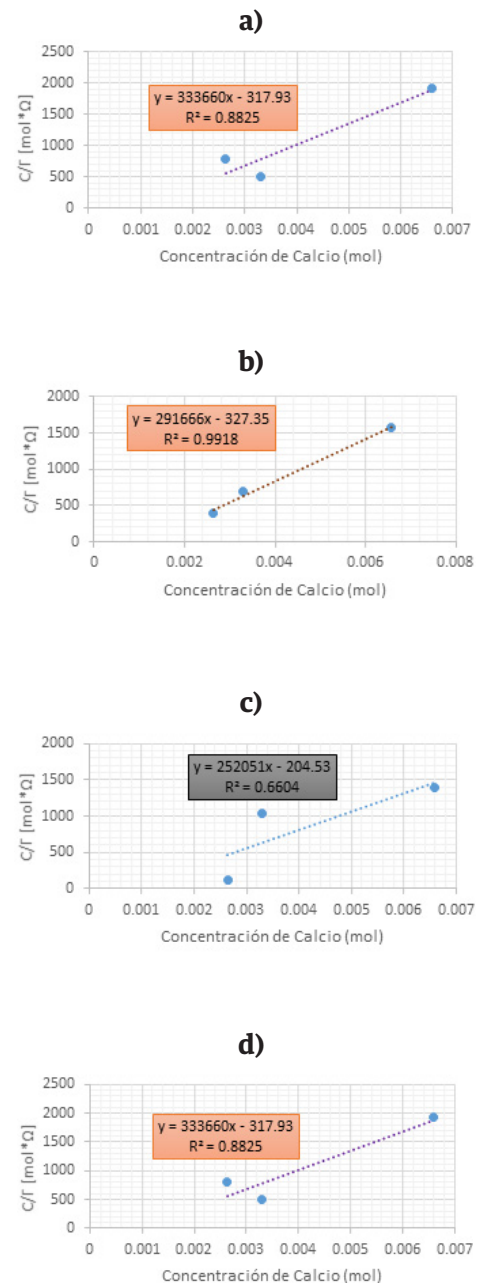 a)
2500
2000
1500
1000
500
0
y = 333660x - 317.93
R² = 0.8825
C/Γ [mol*Ω]
0 0.001 0.002 0.003 0.004 0.005 0.006 0.007
Concentración de Calcio (mol)
b)
2000
1500
1000
500
0
y = 291666x - 327.35
R² = 0.9918
C/Γ [mol*Ω]
0 0.002 0.004 0.006 0.008
Concentración de Calcio (mol)
c)
2000
1500
1000
500
0
y = 252051x - 204.53
R² = 0.6604
C/Γ [mol*Ω]
0 0.001 0.002 0.003 0.004 0.005 0.006 0.007
Concentración de Calcio (mol)
d)
2500
2000
1500
1000
500
0
y = 333660x - 317.93
R² = 0.8825
C/Γ [mol*Ω]
0 0.001 0.002 0.003 0.004 0.005 0.006 0.007
Concentración de Calcio (mol)